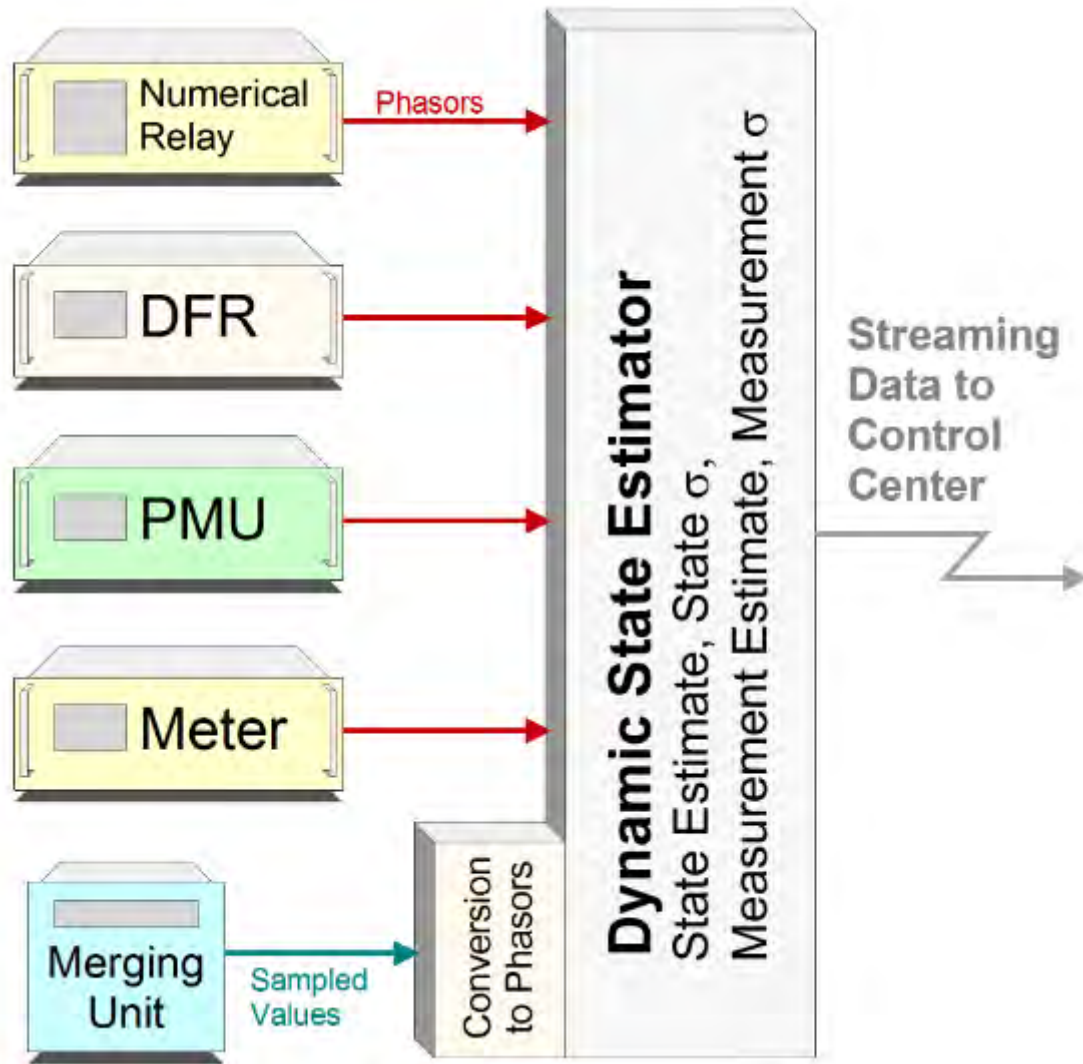 Numerical
Relay
Phasors
DFR
PMU
Meter
Merging
Unit
Sampled
Values
Conversion
to Phasors
Dynamic State Estimator
State Estimate, State σ,
Measurement Estimate, Measurement σ
Streaming
Data to
Control
Center